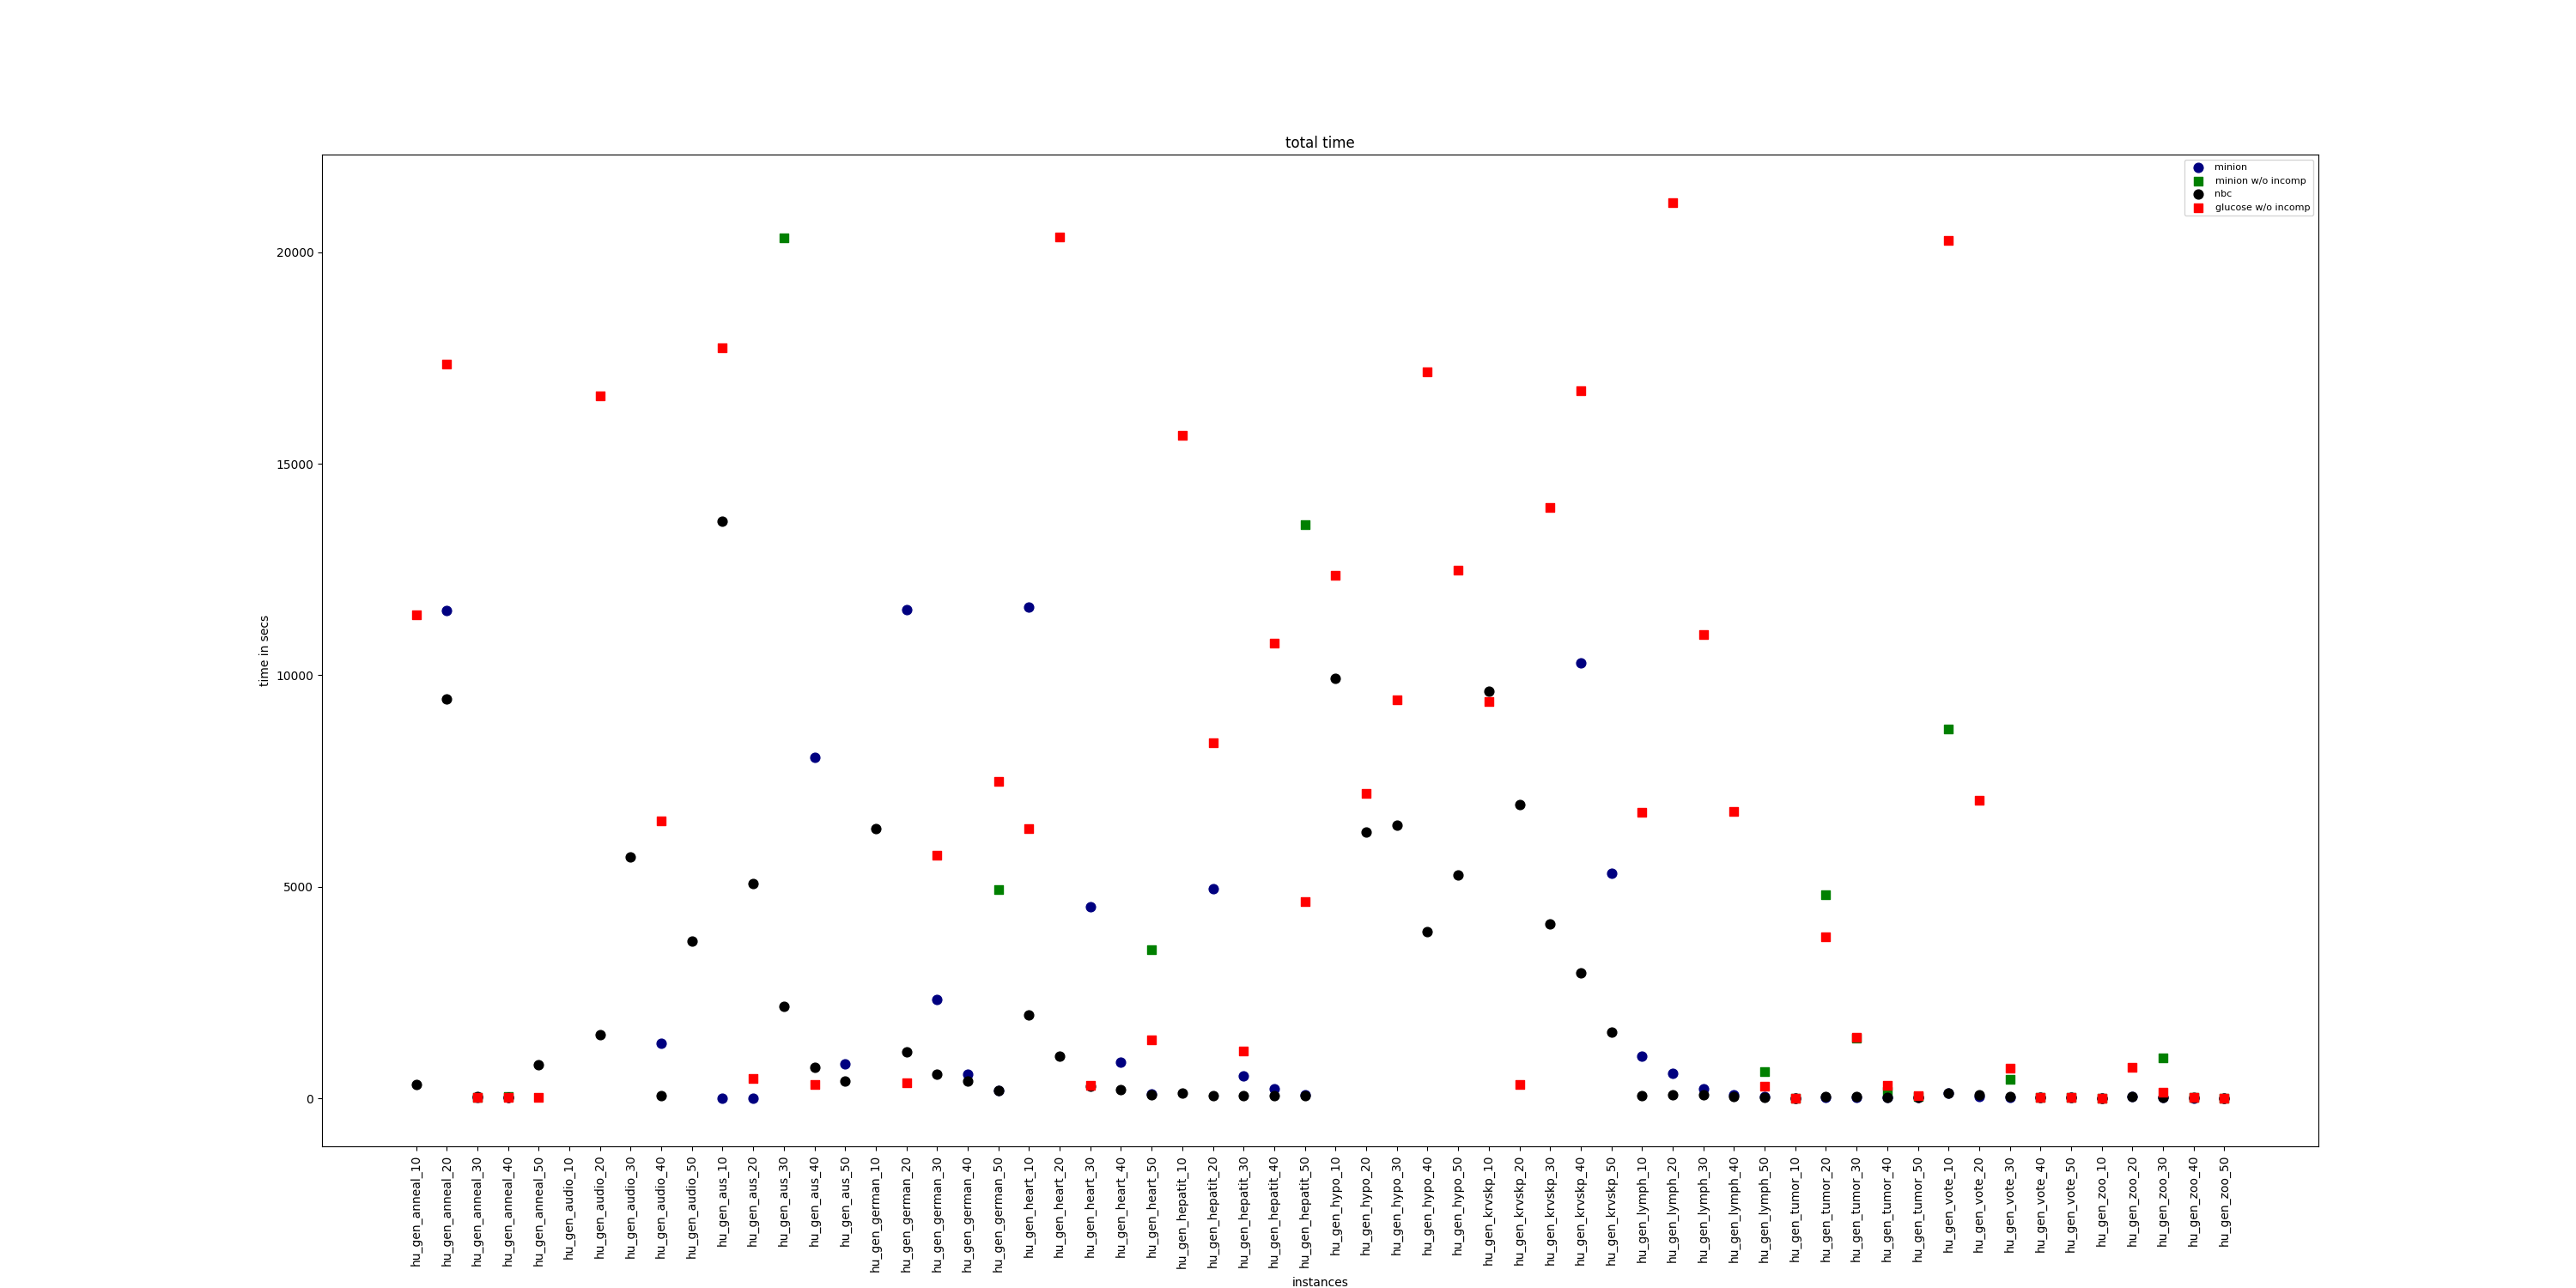 total time
minion
minion w/o incomp
nbc
glucose w/o incomp
time in secs
20000
15000
10000
5000
0
hu_gen_anneal_10
hu_gen_anneal_20
hu_gen_anneal_30
hu_gen_anneal_40
hu_gen_anneal_50
hu_gen_audio_10
hu_gen_audio_20
hu_gen_audio_30
hu_gen_audio_40
hu_gen_audio_50
hu_gen_aus_10
hu_gen_aus_20
hu_gen_aus_30
hu_gen_aus_40
hu_gen_aus_50
hu_gen_german_10
hu_gen_german_20
hu_gen_german_30
hu_gen_german_40
hu_gen_german_50
hu_gen_heart_10
hu_gen_heart_20
hu_gen_heart_30
hu_gen_heart_40
hu_gen_heart_50
hu_gen_hepatit_10
hu_gen_hepatit_20
hu_gen_hepatit_30
hu_gen_hepatit_40
hu_gen_hepatit_50
hu_gen_hypo_10
hu_gen_hypo_20
hu_gen_hypo_30
hu_gen_hypo_40
hu_gen_hypo_50
hu_gen_krvskp_10
hu_gen_krvskp_20
hu_gen_krvskp_30
hu_gen_krvskp_40
hu_gen_krvskp_50
hu_gen_lymph_10
hu_gen_lymph_20
hu_gen_lymph_30
hu_gen_lymph_40
hu_gen_lymph_50
hu_gen_tumor_10
hu_gen_tumor_20
hu_gen_tumor_30
hu_gen_tumor_40
hu_gen_tumor_50
hu_gen_vote_10
hu_gen_vote_20
hu_gen_vote_30
hu_gen_vote_40
hu_gen_vote_50
hu_gen_zoo_10
hu_gen_zoo_20
hu_gen_zoo_30
hu_gen_zoo_40
hu_gen_zoo_50
instances